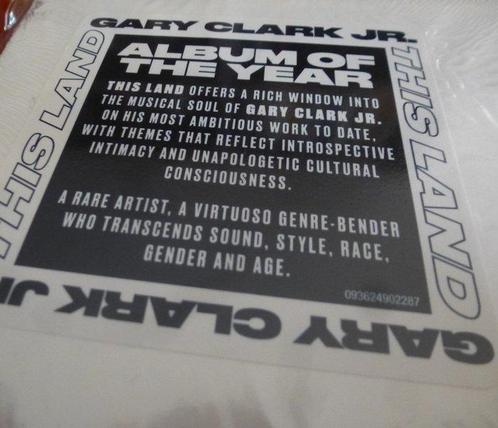 GARY CLARK JR.
THIS LAND
ALBUM OF
THE YEAR
THIS LAND OFFERS A RICH WINDOW INTO
THE MUSICAL SOUL OF GARY CLARK JR.
ON HIS MOST AMBITIOUS WORK TO DATE,
WITH THEMES THAT REFLECT INTROSPECTIVE
INTIMACY AND UNAPOLOGETIC CULTURAL
CONSCIOUSNESS.
A RARE ARTIST, A VIRTUOSO GENRE-BENDER
WHO TRANSCENDS SOUND, STYLE, RACE,
GENDER AND AGE.
093624902287
THIS LAND
GARY CLARK JR